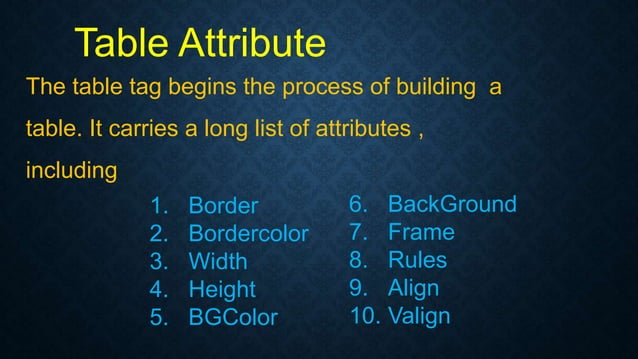 Table Attribute
The table tag begins the process of building a
table. It carries a long list of attributes ,
including
1. Border
2. Bordercolor
3. Width
4. Height
5. BGColor
6. BackGround
7. Frame
8. Rules
9. Align
10. Valign